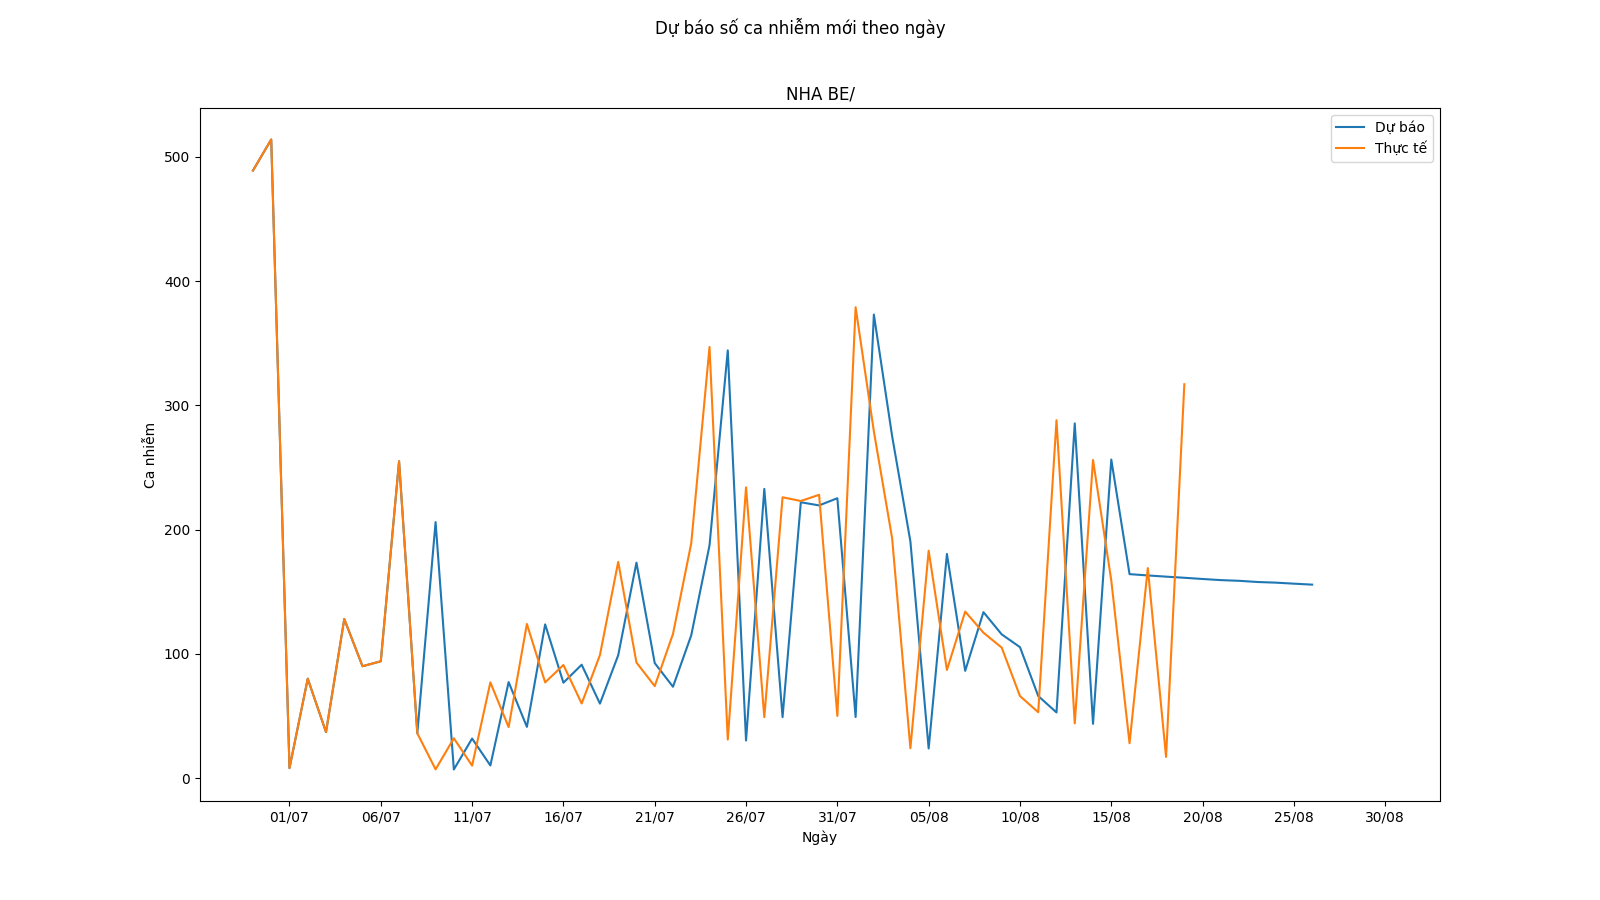 Dự báo số ca nhiễm mới theo ngày
NHA BE/
Dự báo
Thực tế
500
400
300
200
100
0
Ca nhiễm
01/07 06/07 11/07 16/07 21/07 26/07 31/07 05/08 10/08 15/08 20/08 25/08 30/08
Ngày